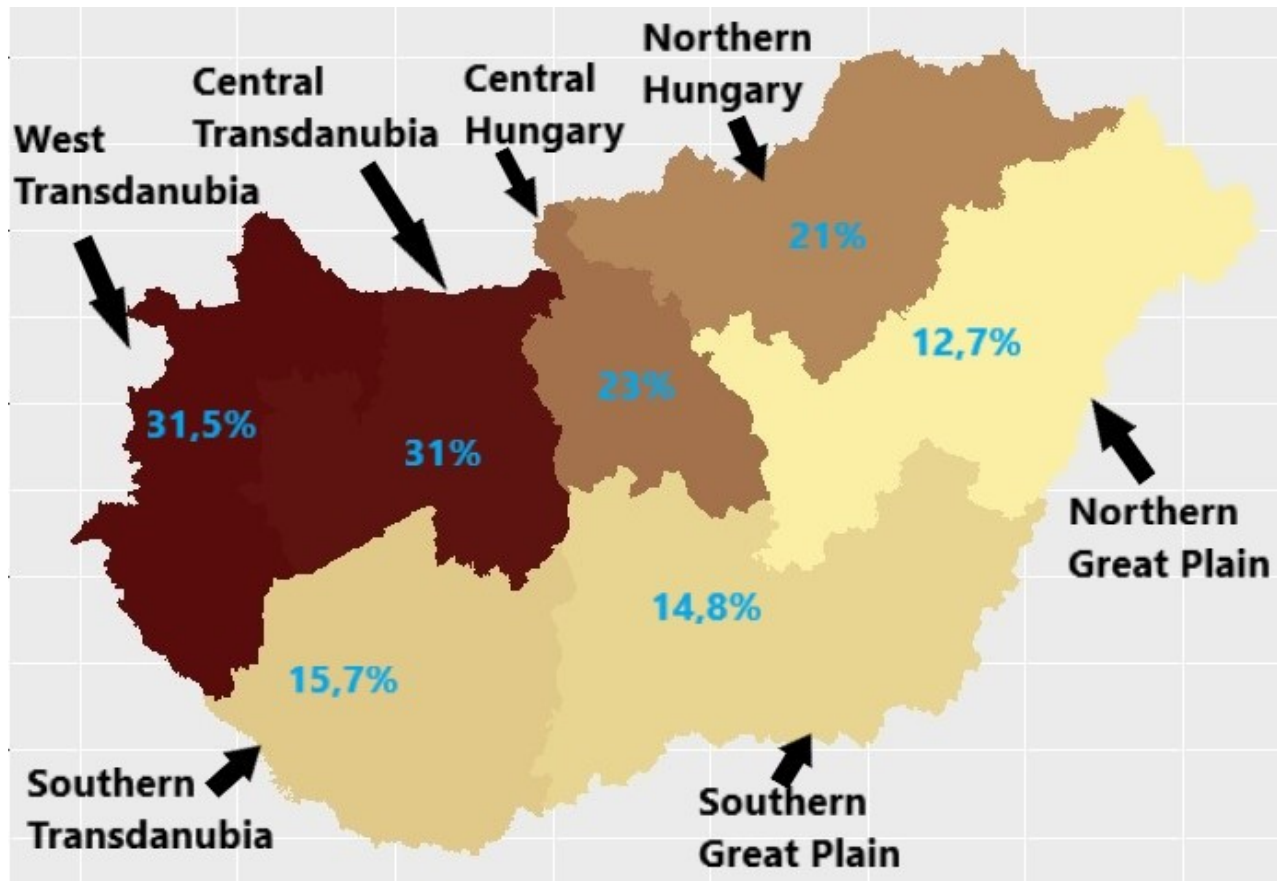 Northern
Hungary
Central
Transdanubia
Central
Hungary
West
Transdanubia
21%
12,7%
23%
31,5%
31%
Northern
Great Plain
14,8%
15,7%
Southern
Transdanubia
Southern
Great Plain